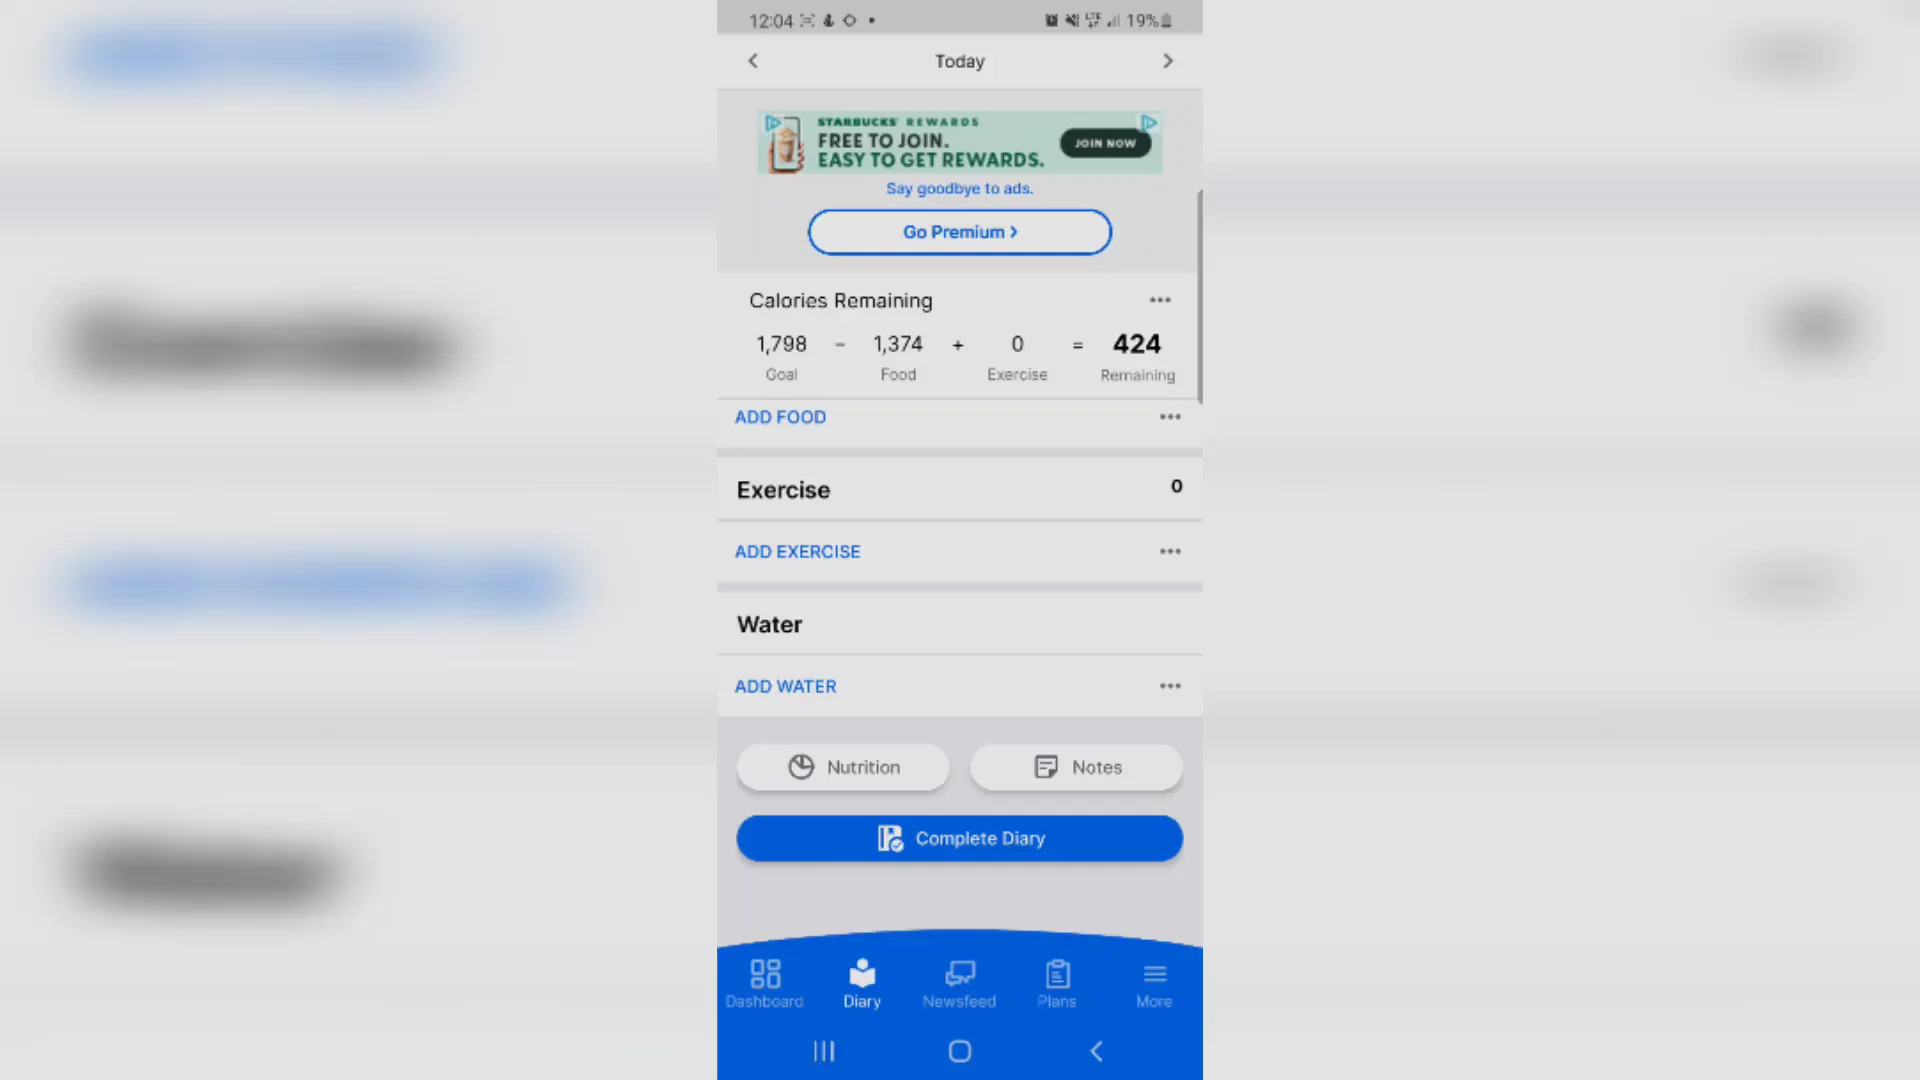 12:04
LTE
19%
Today
STARBUCKS® REWARDS
FREE TO JOIN.
EASY TO GET REWARDS.
JOIN NOW
Say goodbye to ads.
Go Premium >
Calories Remaining
1,798 - 1,374 + 0 = 424
Goal Food Exercise Remaining
ADD FOOD
Exercise 0
ADD EXERCISE
Water
ADD WATER
Nutrition Notes
Complete Diary
Dashboard Diary Newsfeed Plans More